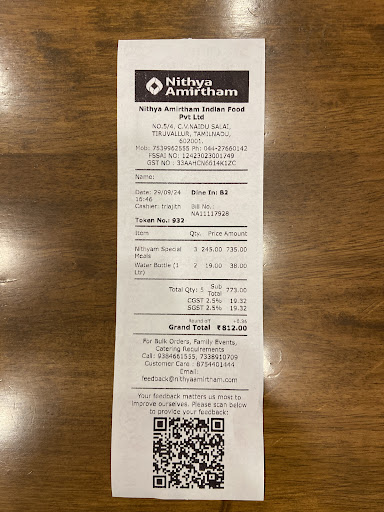 Nithya
Amirtham
Nithya Amirtham Indian Food
Pvt Ltd
NO.5/4, C.V.NAIDU SALAI,
TIRUVALLUR, TAMILNADU,
602001.
Mob: 7539962555 Ph: 044-27660142
FSSAI NO: 12423023001749
GST NO : 33AAHCN6614K1ZC
Name:
Date: 29/09/24 Dine In: B2
16:46
Cashier: triajith Bill No.:
NA11117928
Token No.: 932
Item Qty. Price Amount
Nithyam Special 3 245.00 735.00
Meals
Water Bottle (1 2 19.00 38.00
Ltr)
Total Qty: 5 Sub Total 773.00
CGST 2.5% 19.32
SGST 2.5% 19.32
Round off +0.36
Grand Total ₹812.00
For Bulk Orders, Family Events,
Catering Requirements
Call: 9384661555, 7338910709
Customer Care : 8754401444
Email:
feedback@nithyaamirtham.com
Your feedback matters us most to
improve ourselves. Please scan below
to provide your feedback: